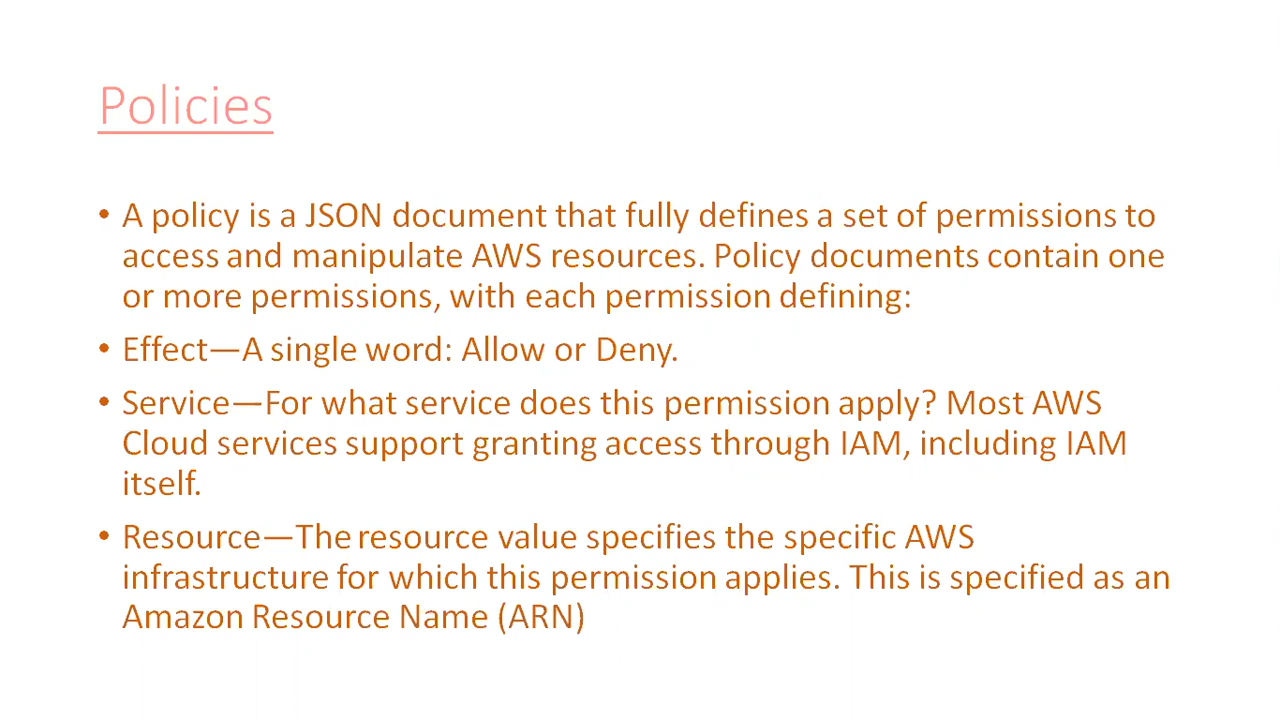 Policies
• A policy is a JSON document that fully defines a set of permissions to
access and manipulate AWS resources. Policy documents contain one
or more permissions, with each permission defining:
• Effect—A single word: Allow or Deny.
• Service—For what service does this permission apply? Most AWS
Cloud services support granting access through IAM, including IAM
itself.
• Resource—The resource value specifies the specific AWS
infrastructure for which this permission applies. This is specified as an
Amazon Resource Name (ARN)